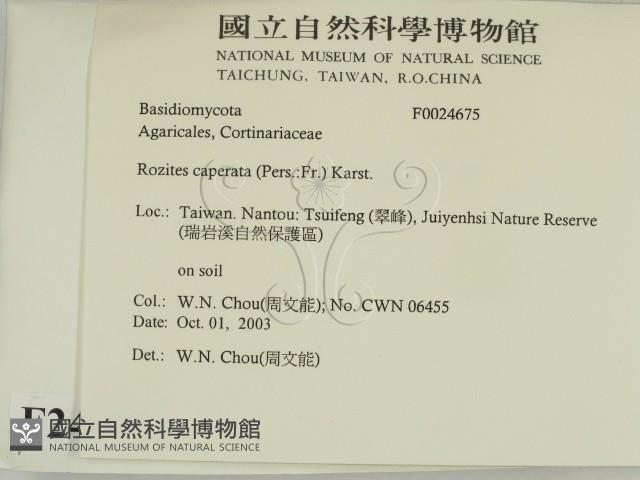 國立自然科學博物館
NATIONAL MUSEUM OF NATURAL SCIENCE
TAICHUNG, TAIWAN, R.O.CHINA
Basidiomycota F0024675
Agaricales, Cortinariaceae
Rozites caperata (Pers.:Fr.) Karst.
Loc.: Taiwan. Nantou: Tsuifeng (翠峰), Juiyenhsi Nature Reserve
(瑞岩溪自然保護區)
on soil
Col.: W.N. Chou(周文能); No. CWN 06455
Date: Oct. 01, 2003
Det.: W.N. Chou(周文能)
F24
國立自然科學博物館
NATIONAL MUSEUM OF NATURAL SCIENCE